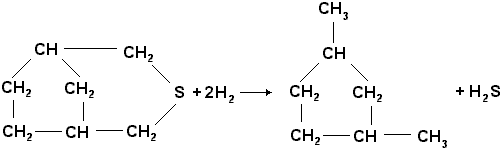 CH₃
CH CH₂ CH
CH₂ CH₂ S + 2H₂ → CH₂ CH₂ + H₂S
CH₂ CH CH₂ CH₂ CH CH₃